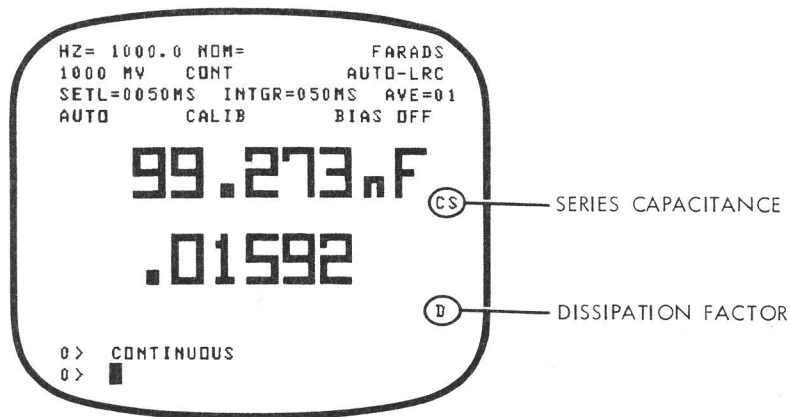 HZ= 1000.0 NOM= FARADS
1000 MV CONT AUTO-LRC
SETL=0050MS INTGR=050MS AVE=01
AUTO CALIB BIAS OFF
99.273nF
CS SERIES CAPACITANCE
.01592
D DISSIPATION FACTOR
0> CONTINUOUS
0>